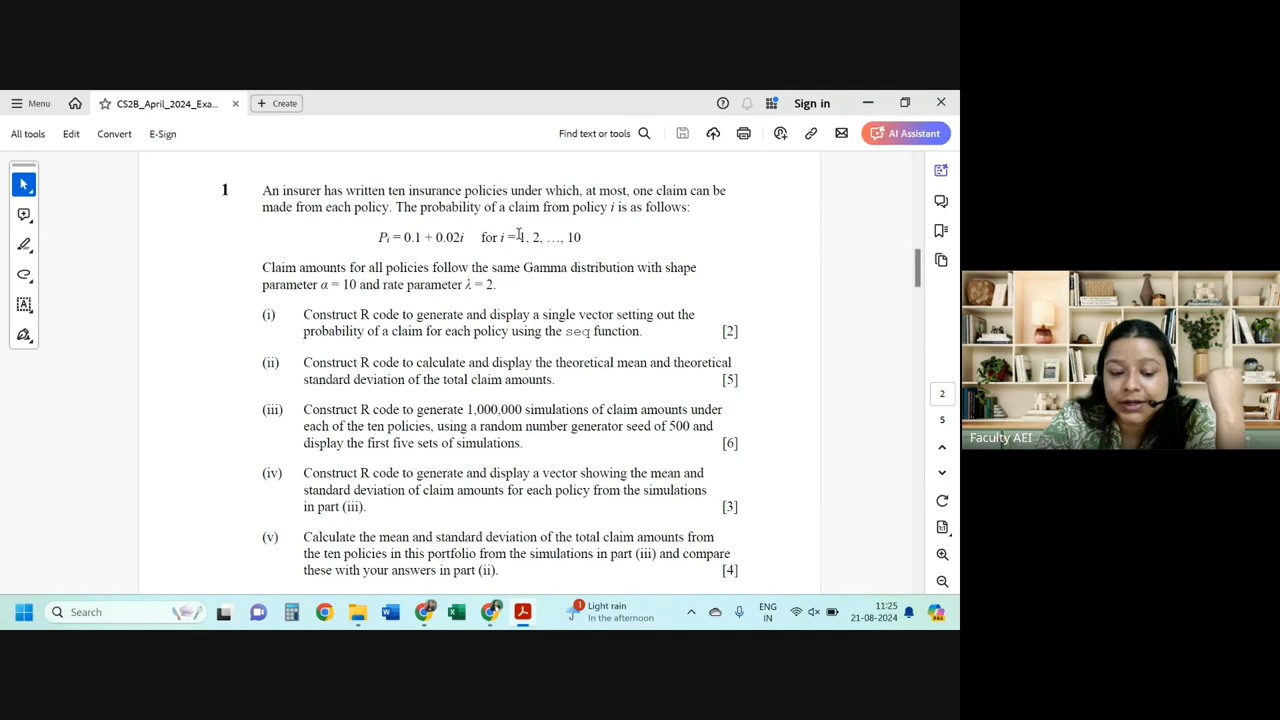 Menu
CS2B_April_2024_Exa...
Create
Sign in
All tools
Edit
Convert
E-Sign
Find text or tools
AI Assistant
1
An insurer has written ten insurance policies under which, at most, one claim can be
made from each policy. The probability of a claim from policy i is as follows:
Pᵢ = 0.1 + 0.02i for i = 1, 2, …, 10
Claim amounts for all policies follow the same Gamma distribution with shape
parameter α = 10 and rate parameter λ = 2.
(i) Construct R code to generate and display a single vector setting out the
probability of a claim for each policy using the seq function. [2]
(ii) Construct R code to calculate and display the theoretical mean and theoretical
standard deviation of the total claim amounts. [5]
(iii) Construct R code to generate 1,000,000 simulations of claim amounts under
each of the ten policies, using a random number generator seed of 500 and
display the first five sets of simulations. [6]
(iv) Construct R code to generate and display a vector showing the mean and
standard deviation of claim amounts for each policy from the simulations
in part (iii). [3]
(v) Calculate the mean and standard deviation of the total claim amounts from
the ten policies in this portfolio from the simulations in part (iii) and compare
these with your answers in part (ii). [4]
2
5
Faculty AEI
Search
1
Light rain
In the afternoon
ENG
IN
11:25
21-08-2024